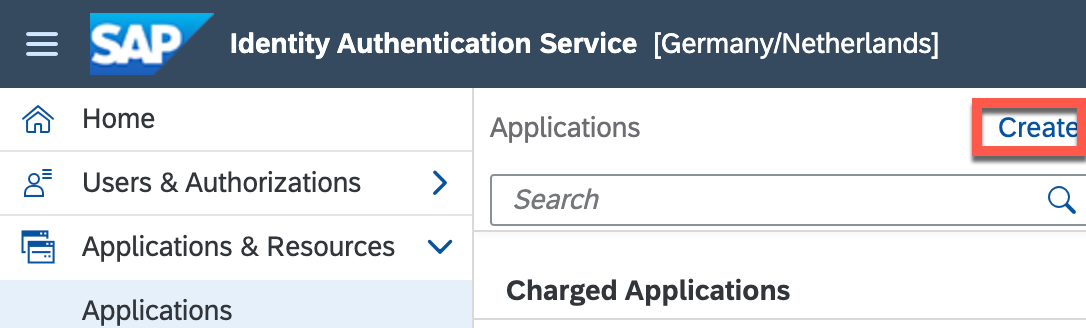 SAP Identity Authentication Service [Germany/Netherlands]
Home
Users & Authorizations
Applications & Resources
Applications
Applications
Create
Search
Charged Applications